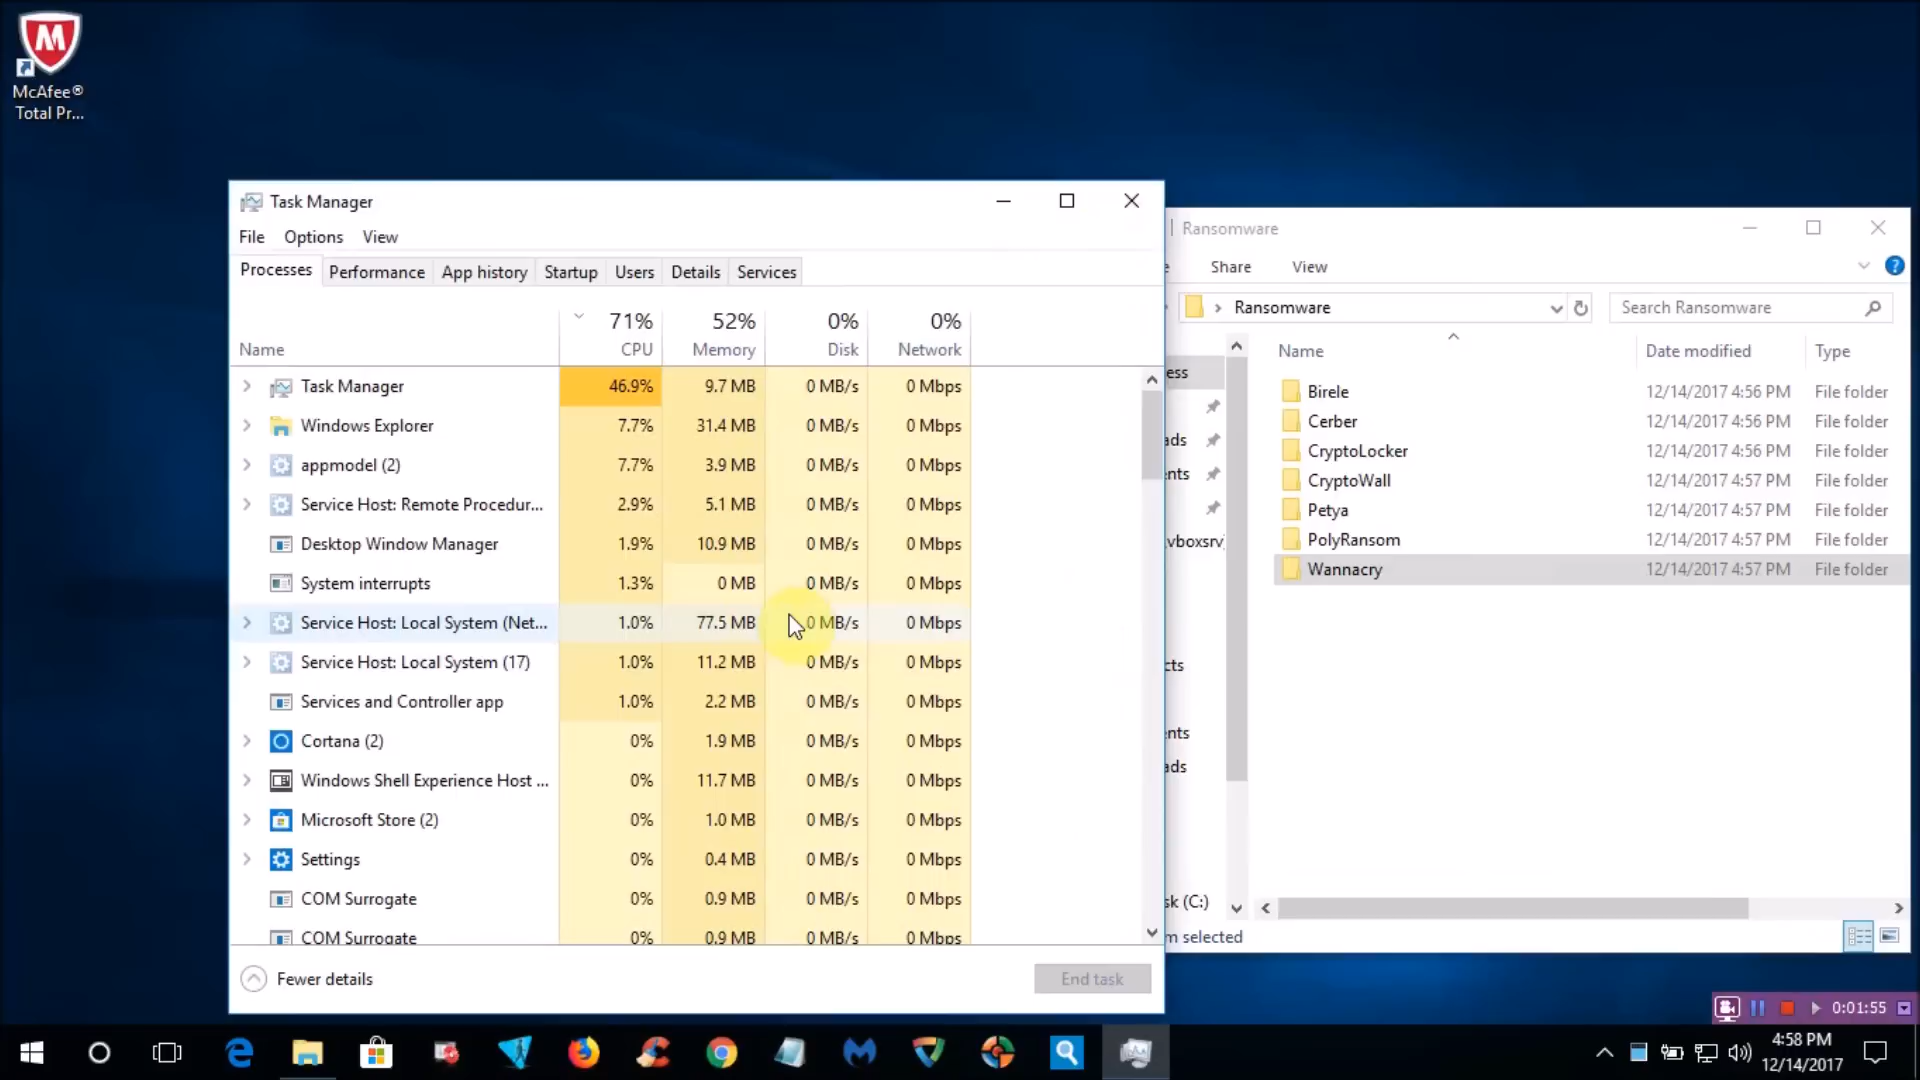 McAfee®
Total Pr...
Task Manager
File Options View
Processes Performance App history Startup Users Details Services
71% 52% 0% 0%
Name CPU Memory Disk Network
Task Manager 46.9% 9.7 MB 0 MB/s 0 Mbps
Windows Explorer 7.7% 31.4 MB 0 MB/s 0 Mbps
appmodel (2) 7.7% 3.9 MB 0 MB/s 0 Mbps
Service Host: Remote Procedur... 2.9% 5.1 MB 0 MB/s 0 Mbps
Desktop Window Manager 1.9% 10.9 MB 0 MB/s 0 Mbps
System interrupts 1.3% 0 MB 0 MB/s 0 Mbps
Service Host: Local System (Net... 1.0% 77.5 MB 0 MB/s 0 Mbps
Service Host: Local System (17) 1.0% 11.2 MB 0 MB/s 0 Mbps
Services and Controller app 1.0% 2.2 MB 0 MB/s 0 Mbps
Cortana (2) 0% 1.9 MB 0 MB/s 0 Mbps
Windows Shell Experience Host ... 0% 11.7 MB 0 MB/s 0 Mbps
Microsoft Store (2) 0% 1.0 MB 0 MB/s 0 Mbps
Settings 0% 0.4 MB 0 MB/s 0 Mbps
COM Surrogate 0% 0.9 MB 0 MB/s 0 Mbps
COM Surrogate 0% 0.9 MB 0 MB/s 0 Mbps
Fewer details End task
Ransomware
e Share View
Ransomware Search Ransomware
Name Date modified Type
ess
ads
ents
vboxsrv
cts
ents
ads
sk (C:)
Birele 12/14/2017 4:56 PM File folder
Cerber 12/14/2017 4:56 PM File folder
CryptoLocker 12/14/2017 4:56 PM File folder
CryptoWall 12/14/2017 4:57 PM File folder
Petya 12/14/2017 4:57 PM File folder
PolyRansom 12/14/2017 4:57 PM File folder
Wannacry 12/14/2017 4:57 PM File folder
m selected
0:01:55
4:58 PM
12/14/2017